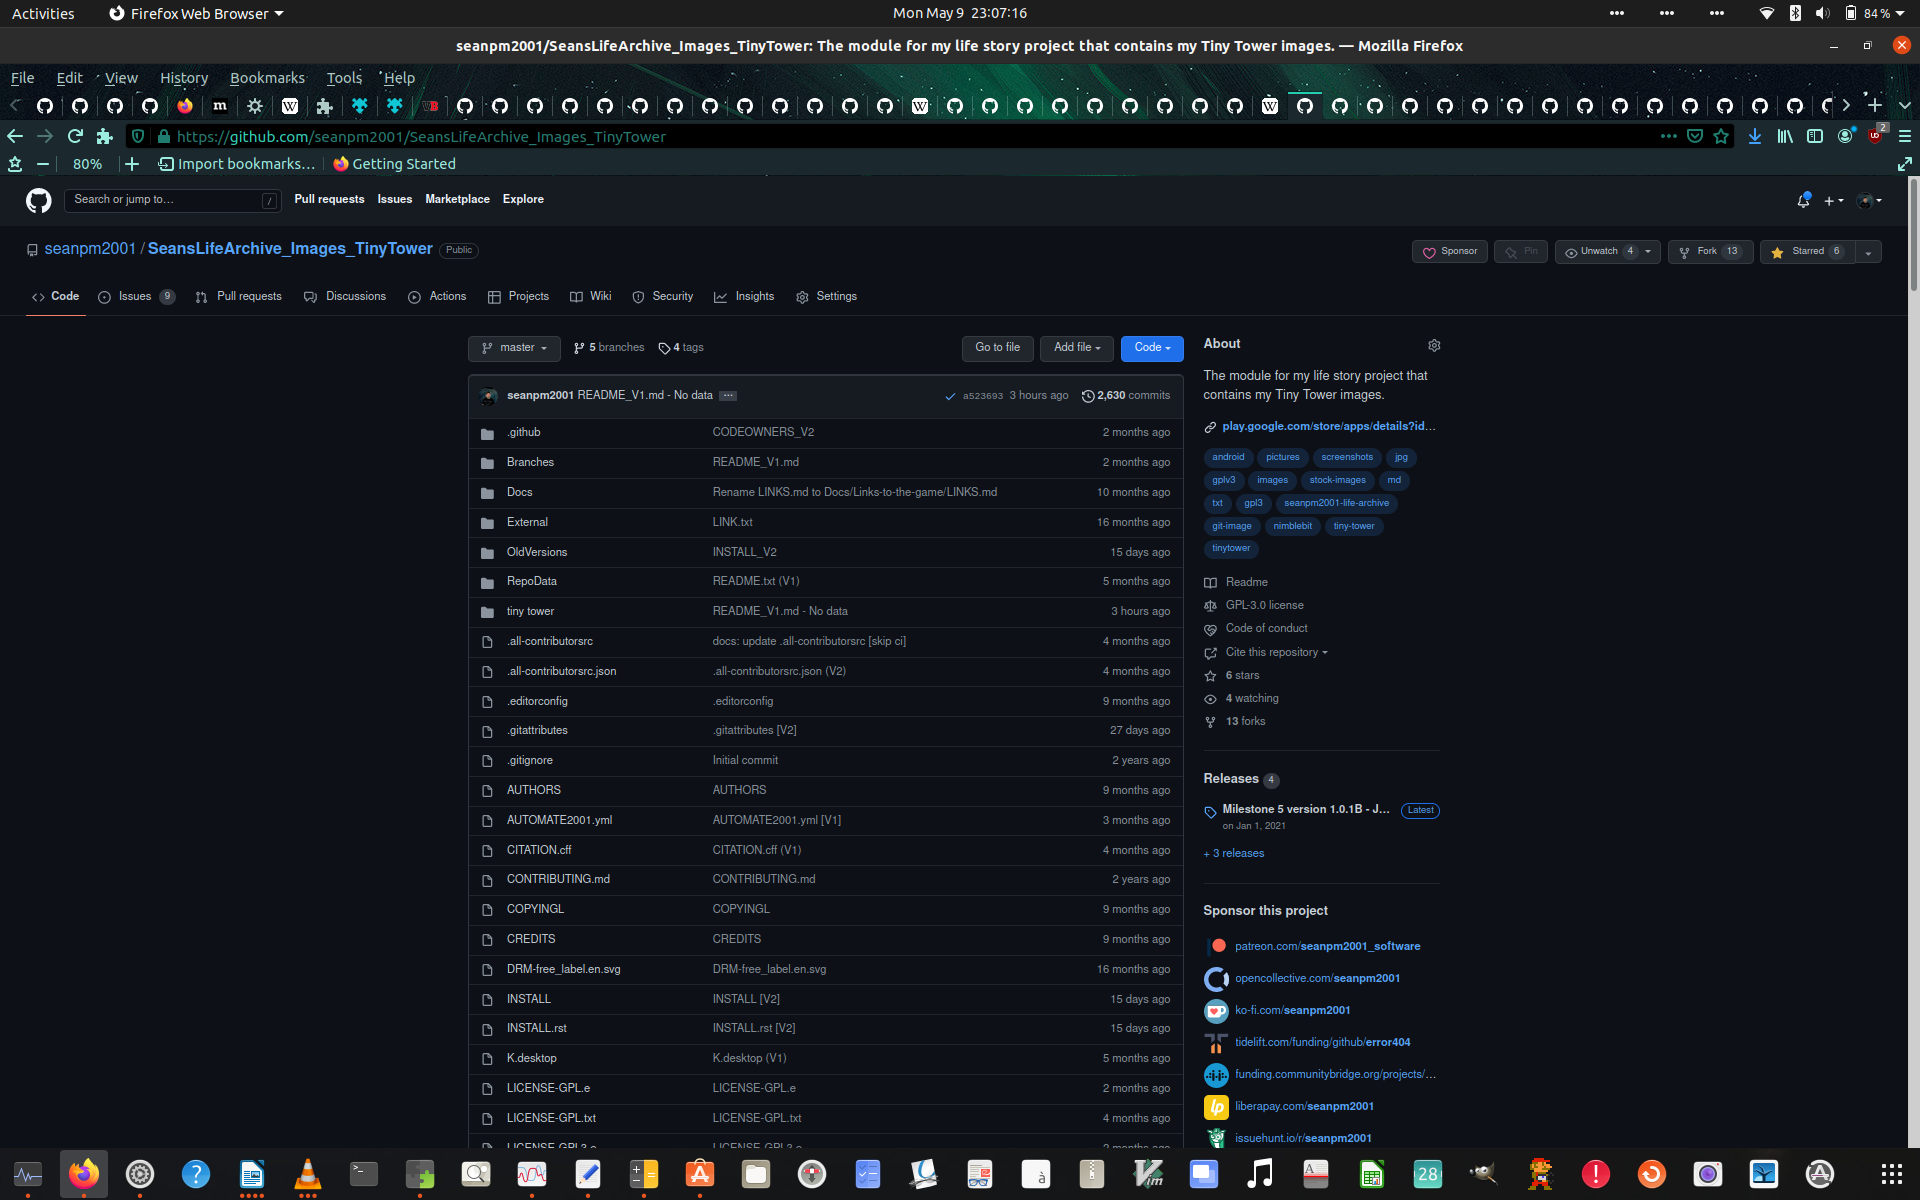 Activities
Firefox Web Browser
Mon May 9 23:07:16
84 %
seanpm2001/SeansLifeArchive_Images_TinyTower: The module for my life story project that contains my Tiny Tower images. — Mozilla Firefox
File Edit View History Bookmarks Tools Help
https://github.com/seanpm2001/SeansLifeArchive_Images_TinyTower
2
80%
Import bookmarks…
Getting Started
Search or jump to…
/
Pull requests Issues Marketplace Explore
seanpm2001 / SeansLifeArchive_Images_TinyTower Public
Sponsor Pin Unwatch 4 Fork 13 Starred 6
Code Issues 9 Pull requests Discussions Actions Projects Wiki Security Insights Settings
master 5 branches 4 tags Go to file Add file Code
seanpm2001 README_V1.md - No data ... a523693 3 hours ago 2,630 commits
.github CODEOWNERS_V2 2 months ago
Branches README_V1.md 2 months ago
Docs Rename LINKS.md to Docs/Links-to-the-game/LINKS.md 10 months ago
External LINK.txt 16 months ago
OldVersions INSTALL_V2 15 days ago
RepoData README.txt (V1) 5 months ago
tiny tower README_V1.md - No data 3 hours ago
.all-contributorsrc docs: update .all-contributorsrc [skip ci] 4 months ago
.all-contributorsrc.json .all-contributorsrc.json (V2) 4 months ago
.editorconfig .editorconfig 9 months ago
.gitattributes .gitattributes [V2] 27 days ago
.gitignore Initial commit 2 years ago
AUTHORS AUTHORS 9 months ago
AUTOMATE2001.yml AUTOMATE2001.yml [V1] 3 months ago
CITATION.cff CITATION.cff (V1) 4 months ago
CONTRIBUTING.md CONTRIBUTING.md 2 years ago
COPYINGL COPYINGL 9 months ago
CREDITS CREDITS 9 months ago
DRM-free_label.en.svg DRM-free_label.en.svg 16 months ago
INSTALL INSTALL [V2] 15 days ago
INSTALL.rst INSTALL.rst [V2] 15 days ago
K.desktop K.desktop (V1) 5 months ago
LICENSE-GPL.e LICENSE-GPL.e 2 months ago
LICENSE-GPL.txt LICENSE-GPL.txt 4 months ago
About
The module for my life story project that
contains my Tiny Tower images.
play.google.com/store/apps/details?id…
android pictures screenshots jpg
gplv3 images stock-images md
txt gpl3 seanpm2001-life-archive
git-image nimblebit tiny-tower
tinytower
Readme
GPL-3.0 license
Code of conduct
Cite this repository
6 stars
4 watching
13 forks
Releases 4
Milestone 5 version 1.0.1B - J… Latest
on Jan 1, 2021
+ 3 releases
Sponsor this project
patreon.com/seanpm2001_software
opencollective.com/seanpm2001
ko-fi.com/seanpm2001
tidelift.com/funding/github/error404
funding.communitybridge.org/projects/…
liberapay.com/seanpm2001
issuehunt.io/r/seanpm2001
28